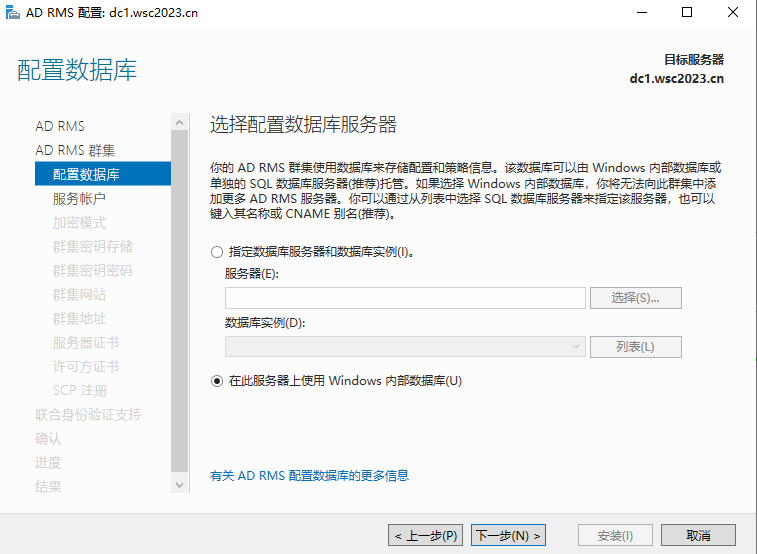 AD RMS 配置: dc1.wsc2023.cn
配置数据库
目标服务器
dc1.wsc2023.cn
AD RMS
AD RMS 群集
配置数据库
服务帐户
加密模式
群集密钥存储
群集密钥密码
群集网站
群集地址
服务器证书
许可方证书
SCP 注册
联合身份验证支持
确认
进度
结果
选择配置数据库服务器
你的 AD RMS 群集使用数据库来存储配置和策略信息。该数据库可以由 Windows 内部数据库或
单独的 SQL 数据库服务器(推荐)托管。如果选择 Windows 内部数据库，你将无法向此群集中添
加更多 AD RMS 服务器。你可以通过从列表中选择 SQL 数据库服务器来指定该服务器，也可以
键入其名称或 CNAME 别名(推荐)。
指定数据库服务器和数据库实例(I)。
服务器(E):
选择(S)...
数据库实例(D):
列表(L)
在此服务器上使用 Windows 内部数据库(U)
有关 AD RMS 配置数据库的更多信息
< 上一步(P)
下一步(N) >
安装(I)
取消